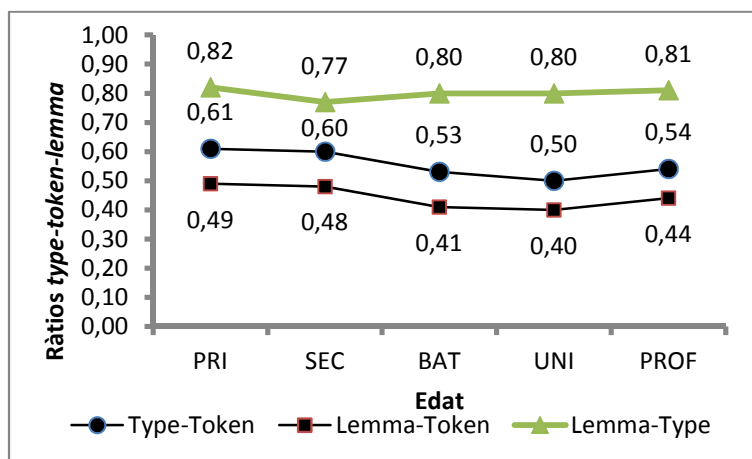 Ràtios type-token-lemma
1,00
0,90
0,80
0,70
0,60
0,50
0,40
0,30
0,20
0,10
0,00
0,82 0,77 0,80 0,80 0,81
0,61 0,60 0,53 0,50 0,54
0,49 0,48 0,41 0,40 0,44
PRI SEC BAT UNI PROF
Edat
Type-Token Lemma-Token Lemma-Type